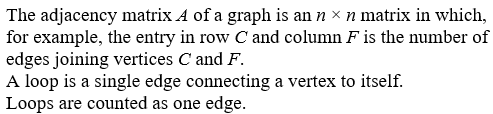 The adjacency matrix A of a graph is an n × n matrix in which,
for example, the entry in row C and column F is the number of
edges joining vertices C and F.
A loop is a single edge connecting a vertex to itself.
Loops are counted as one edge.